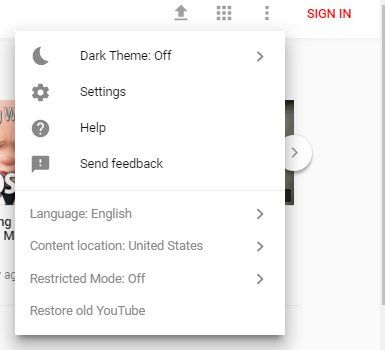 SIGN IN
Dark Theme: Off
Settings
Help
Send feedback
Language: English
Content location: United States
Restricted Mode: Off
Restore old YouTube